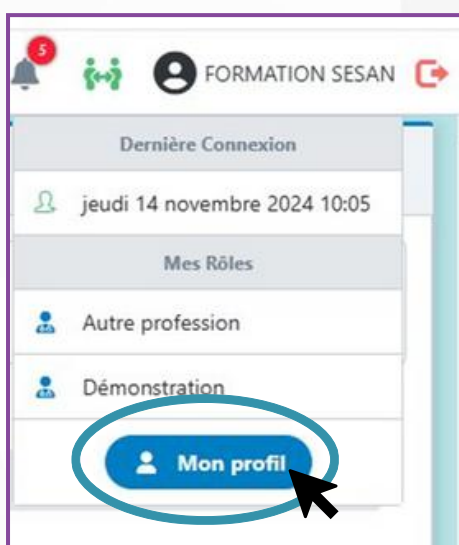 5
FORMATION SESAN
Dernière Connexion
jeudi 14 novembre 2024 10:05
Mes Rôles
Autre profession
Démonstration
Mon profil